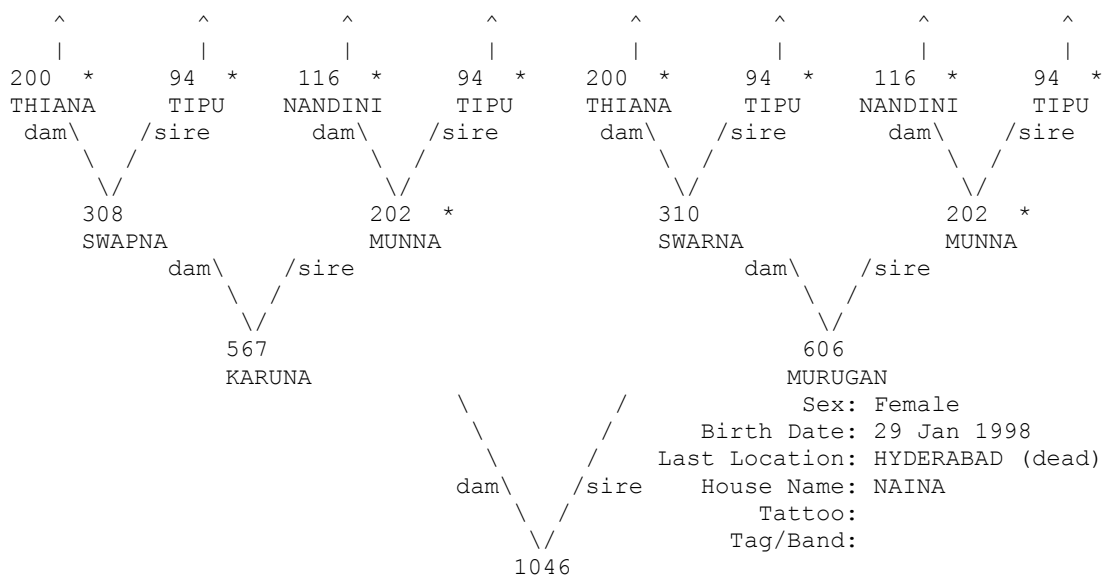 ^ ^ ^ ^ ^ ^ ^ ^
| | | | | | | |
200 * 94 * 116 * 94 * 200 * 94 * 116 * 94 *
THIANA TIPU NANDINI TIPU THIANA TIPU NANDINI TIPU
dam\ /sire dam\ /sire dam\ /sire dam\ /sire
\ / \ / \ / \ /
\/ \/ \/ \/
308 202 * 310 202 *
SWAPNA MUNNA SWARNA MUNNA
dam\ /sire dam\ /sire
\ / \ /
\/ \/
567 606
KARUNA MURUGAN
\ / Sex: Female
\ / Birth Date: 29 Jan 1998
\ / Last Location: HYDERABAD (dead)
dam\ /sire House Name: NAINA
\ / Tattoo:
\/ Tag/Band:
1046